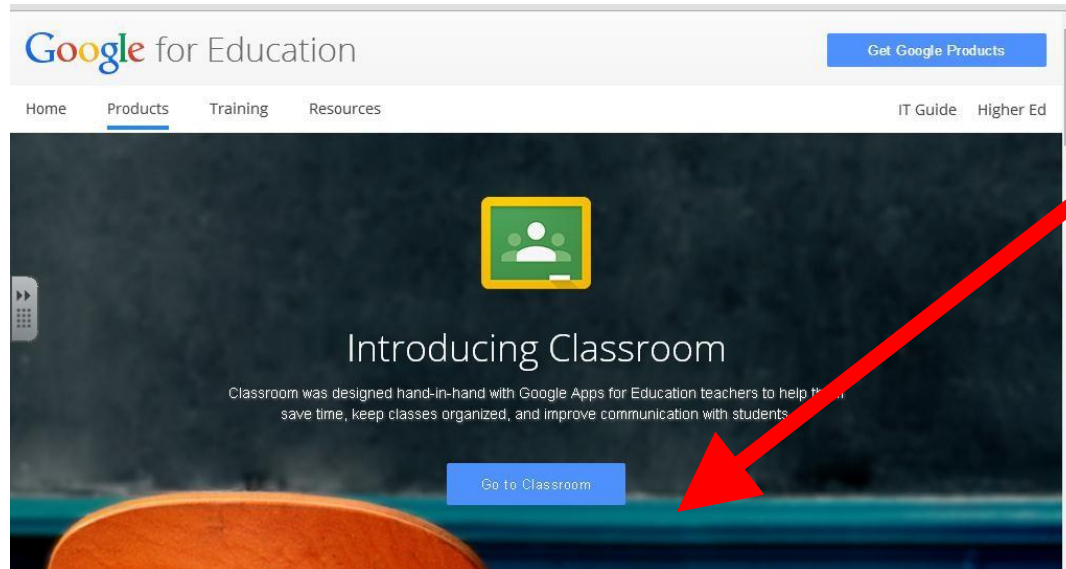 Google for Education
Get Google Products
Home Products Training Resources IT Guide Higher Ed
Introducing Classroom
Classroom was designed hand-in-hand with Google Apps for Education teachers to help
save time, keep classes organized, and improve communication with students
Go to Classroom